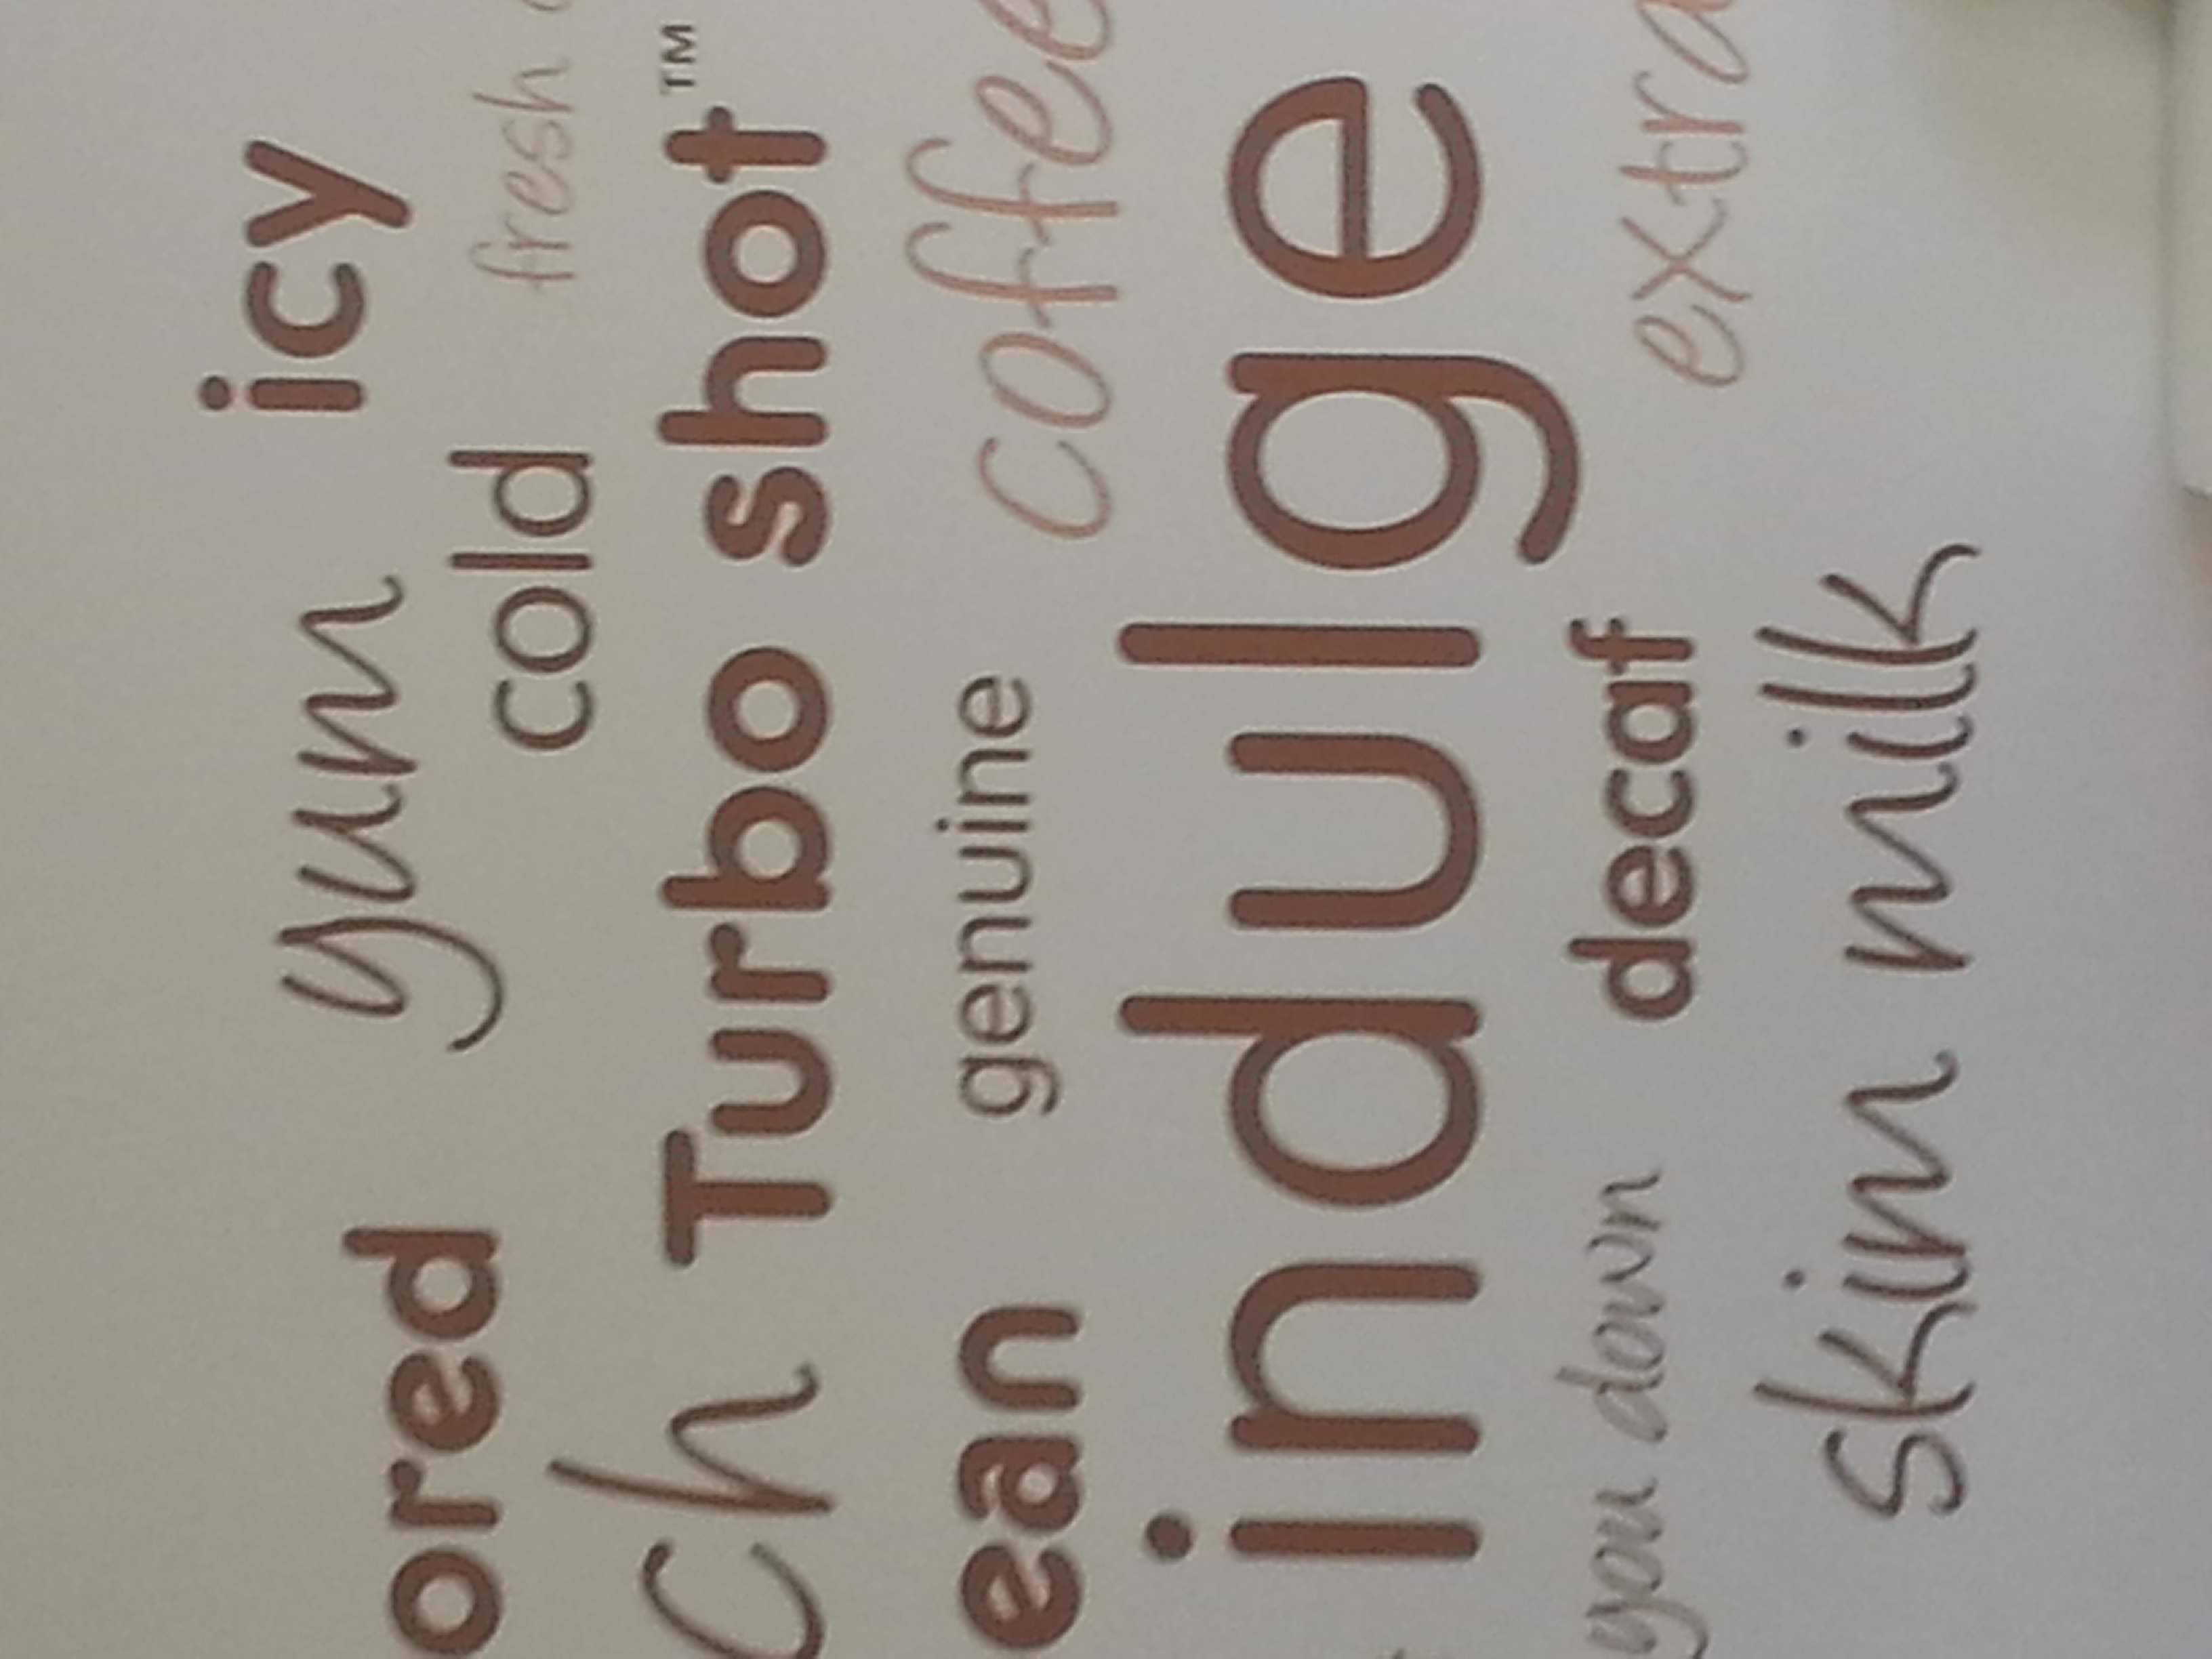 icy
yum
ored
cold
fresh
ch Turbo shot™
ean genuine coffee
indulge
you down decaf extra
skim milk